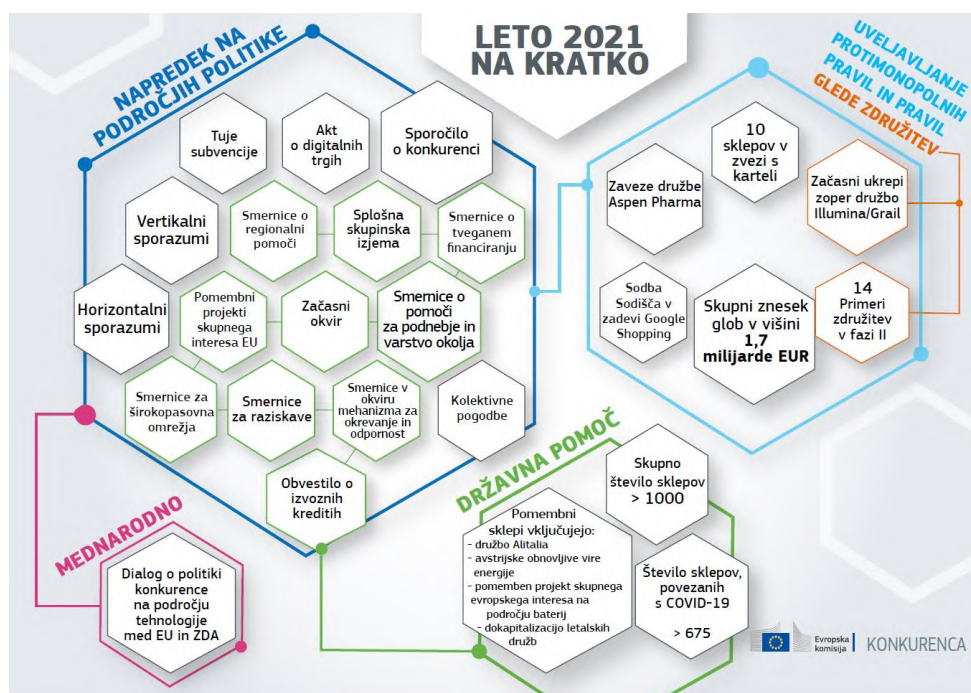 LETO 2021
NA KRATKO
NAPREDEK NA
PODROČJIH POLITIKE
Tuje
subvencije
Akt
o digitalnih
trgih
Sporočilo
o konkurenci
Vertikalni
sporazumi
Smernice o
regionalni
pomoči
Splošna
skupinska
izjema
Smernice o
tveganem
financiranju
Horizontalni
sporazumi
Pomembni
projekti
skupnega
interesa EU
Začasni
okvir
Smernice o
pomoči
za podnebje in
varstvo okolja
Smernice za
širokopasovna
omrežja
Smernice
za raziskave
Smernice v
okviru
mehanizma za
okrevanje in
odpornost
Kolektivne
pogodbe
Obvestilo o
izvoznih
kreditih
UVELJAVLJANJE
PROTIMONOPOLNIH
PRAVIL IN PRAVIL
GLEDE ZDRUŽITEV
10
sklepov v
zvezi s
karteli
Zaveze družbe
Aspen Pharma
Začasni ukrepi
zoper družbo
Illumina/Grail
Sodba
Sodišča v
zadevi Google
Shopping
Skupni znesek
glob v višini
1,7
milijarde EUR
14
Primeri
združitev
v fazi II
MEDNARODNO
Dialog o politiki
konkurence
na področju
tehnologije
med EU in ZDA
DRŽAVNA POMOČ
Skupno
število sklepov
> 1000
Pomembni
sklepi vključujejo:
- družbo Alitalia
- avstrijske obnovljive vire
energije
- pomemben projekt skupnega
evropskega interesa na
področju baterij
- dokapitalizacijo letalskih
družb
Število sklepov,
povezanih
s COVID-19
> 675
Evropska
komisija
KONKURENCA